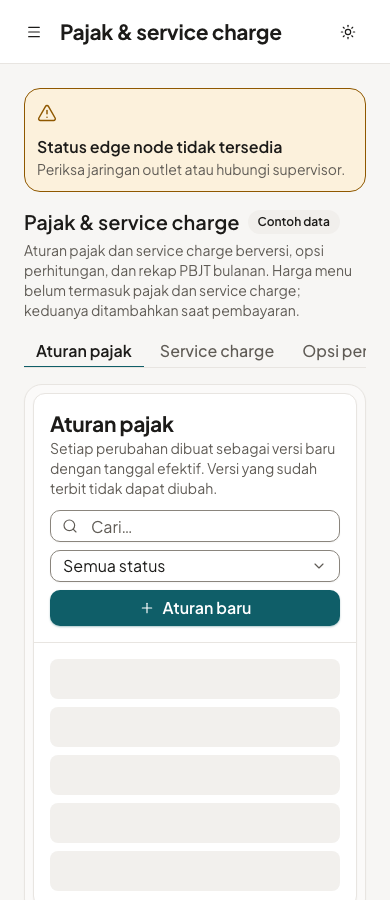 Pajak & service charge
Status edge node tidak tersedia
Periksa jaringan outlet atau hubungi supervisor.
Pajak & service charge
Contoh data
Aturan pajak dan service charge berversi, opsi
perhitungan, dan rekap PBJT bulanan. Harga menu
belum termasuk pajak dan service charge;
keduanya ditambahkan saat pembayaran.
Aturan pajak
Service charge
Opsi per
Aturan pajak
Setiap perubahan dibuat sebagai versi baru
dengan tanggal efektif. Versi yang sudah
terbit tidak dapat diubah.
Cari...
Semua status
Aturan baru